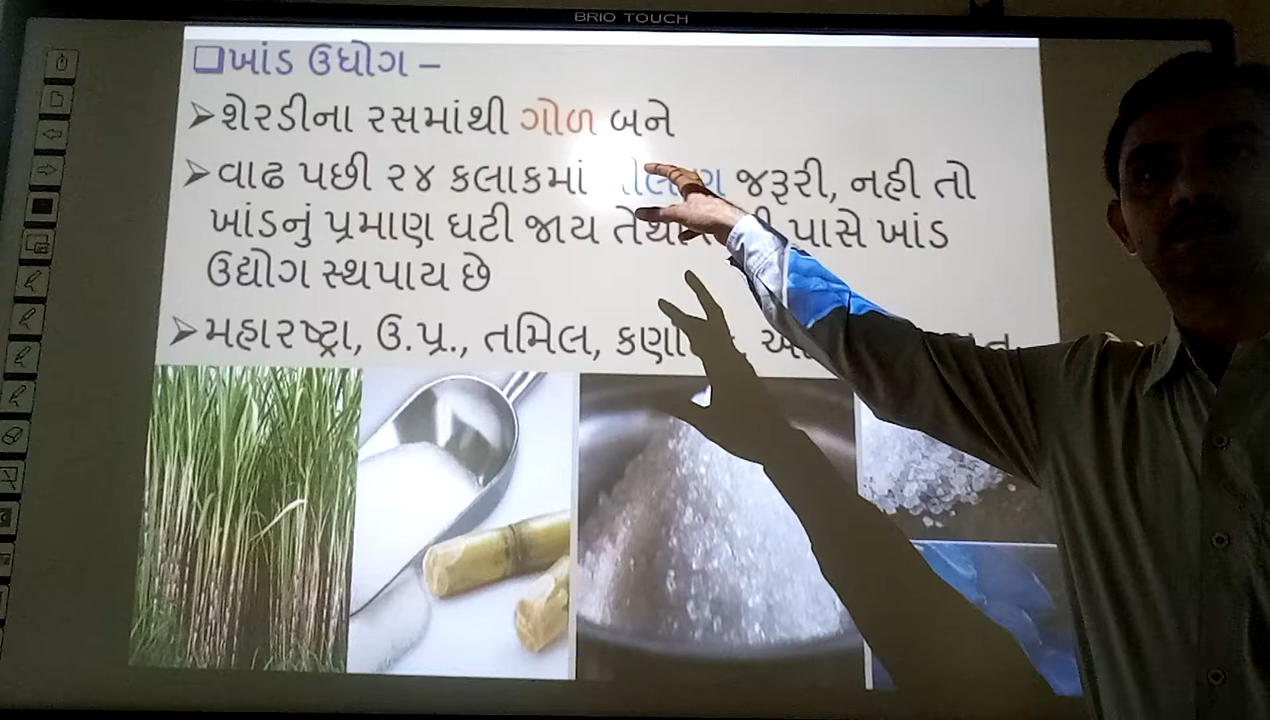 BRIO TOUCH
❑ખાંડ ઉદ્યોગ –
➢શેરડીના રસમાંથી ગોળ બને
➢વાઢ પછી ૨૪ કલાકમાં જરૂરી, નહી તો
ખાંડનું પ્રમાણ ઘટી જાય પાસે ખાંડ
ઉદ્યોગ સ્થપાય છે
➢મહારષ્ટ્રા, ઉ.પ્ર., તમિલ,